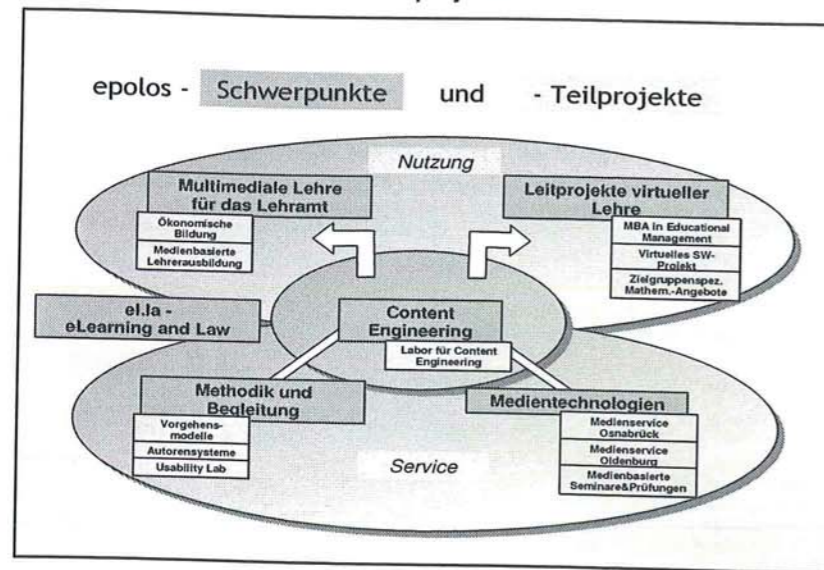 epolos - Schwerpunkte und - Teilprojekte
Nutzung
Multimediale Lehre
für das Lehramt
Ökonomische
Bildung
Medienbasierte
Lehrerausbildung
Leitprojekte virtueller
Lehre
MBA in Educational
Management
Virtuelles SW-
Projekt
Zielgruppenspez.
Mathem.-Angebote
el.la -
eLearning and Law
Content
Engineering
Labor für Content
Engineering
Methodik und
Begleitung
Vorgehens-
modelle
Autorensysteme
Usability Lab
Medientechnologien
Medienservice
Osnabrück
Medienservice
Oldenburg
Medienbasierte
Seminare&Prüfungen
Service